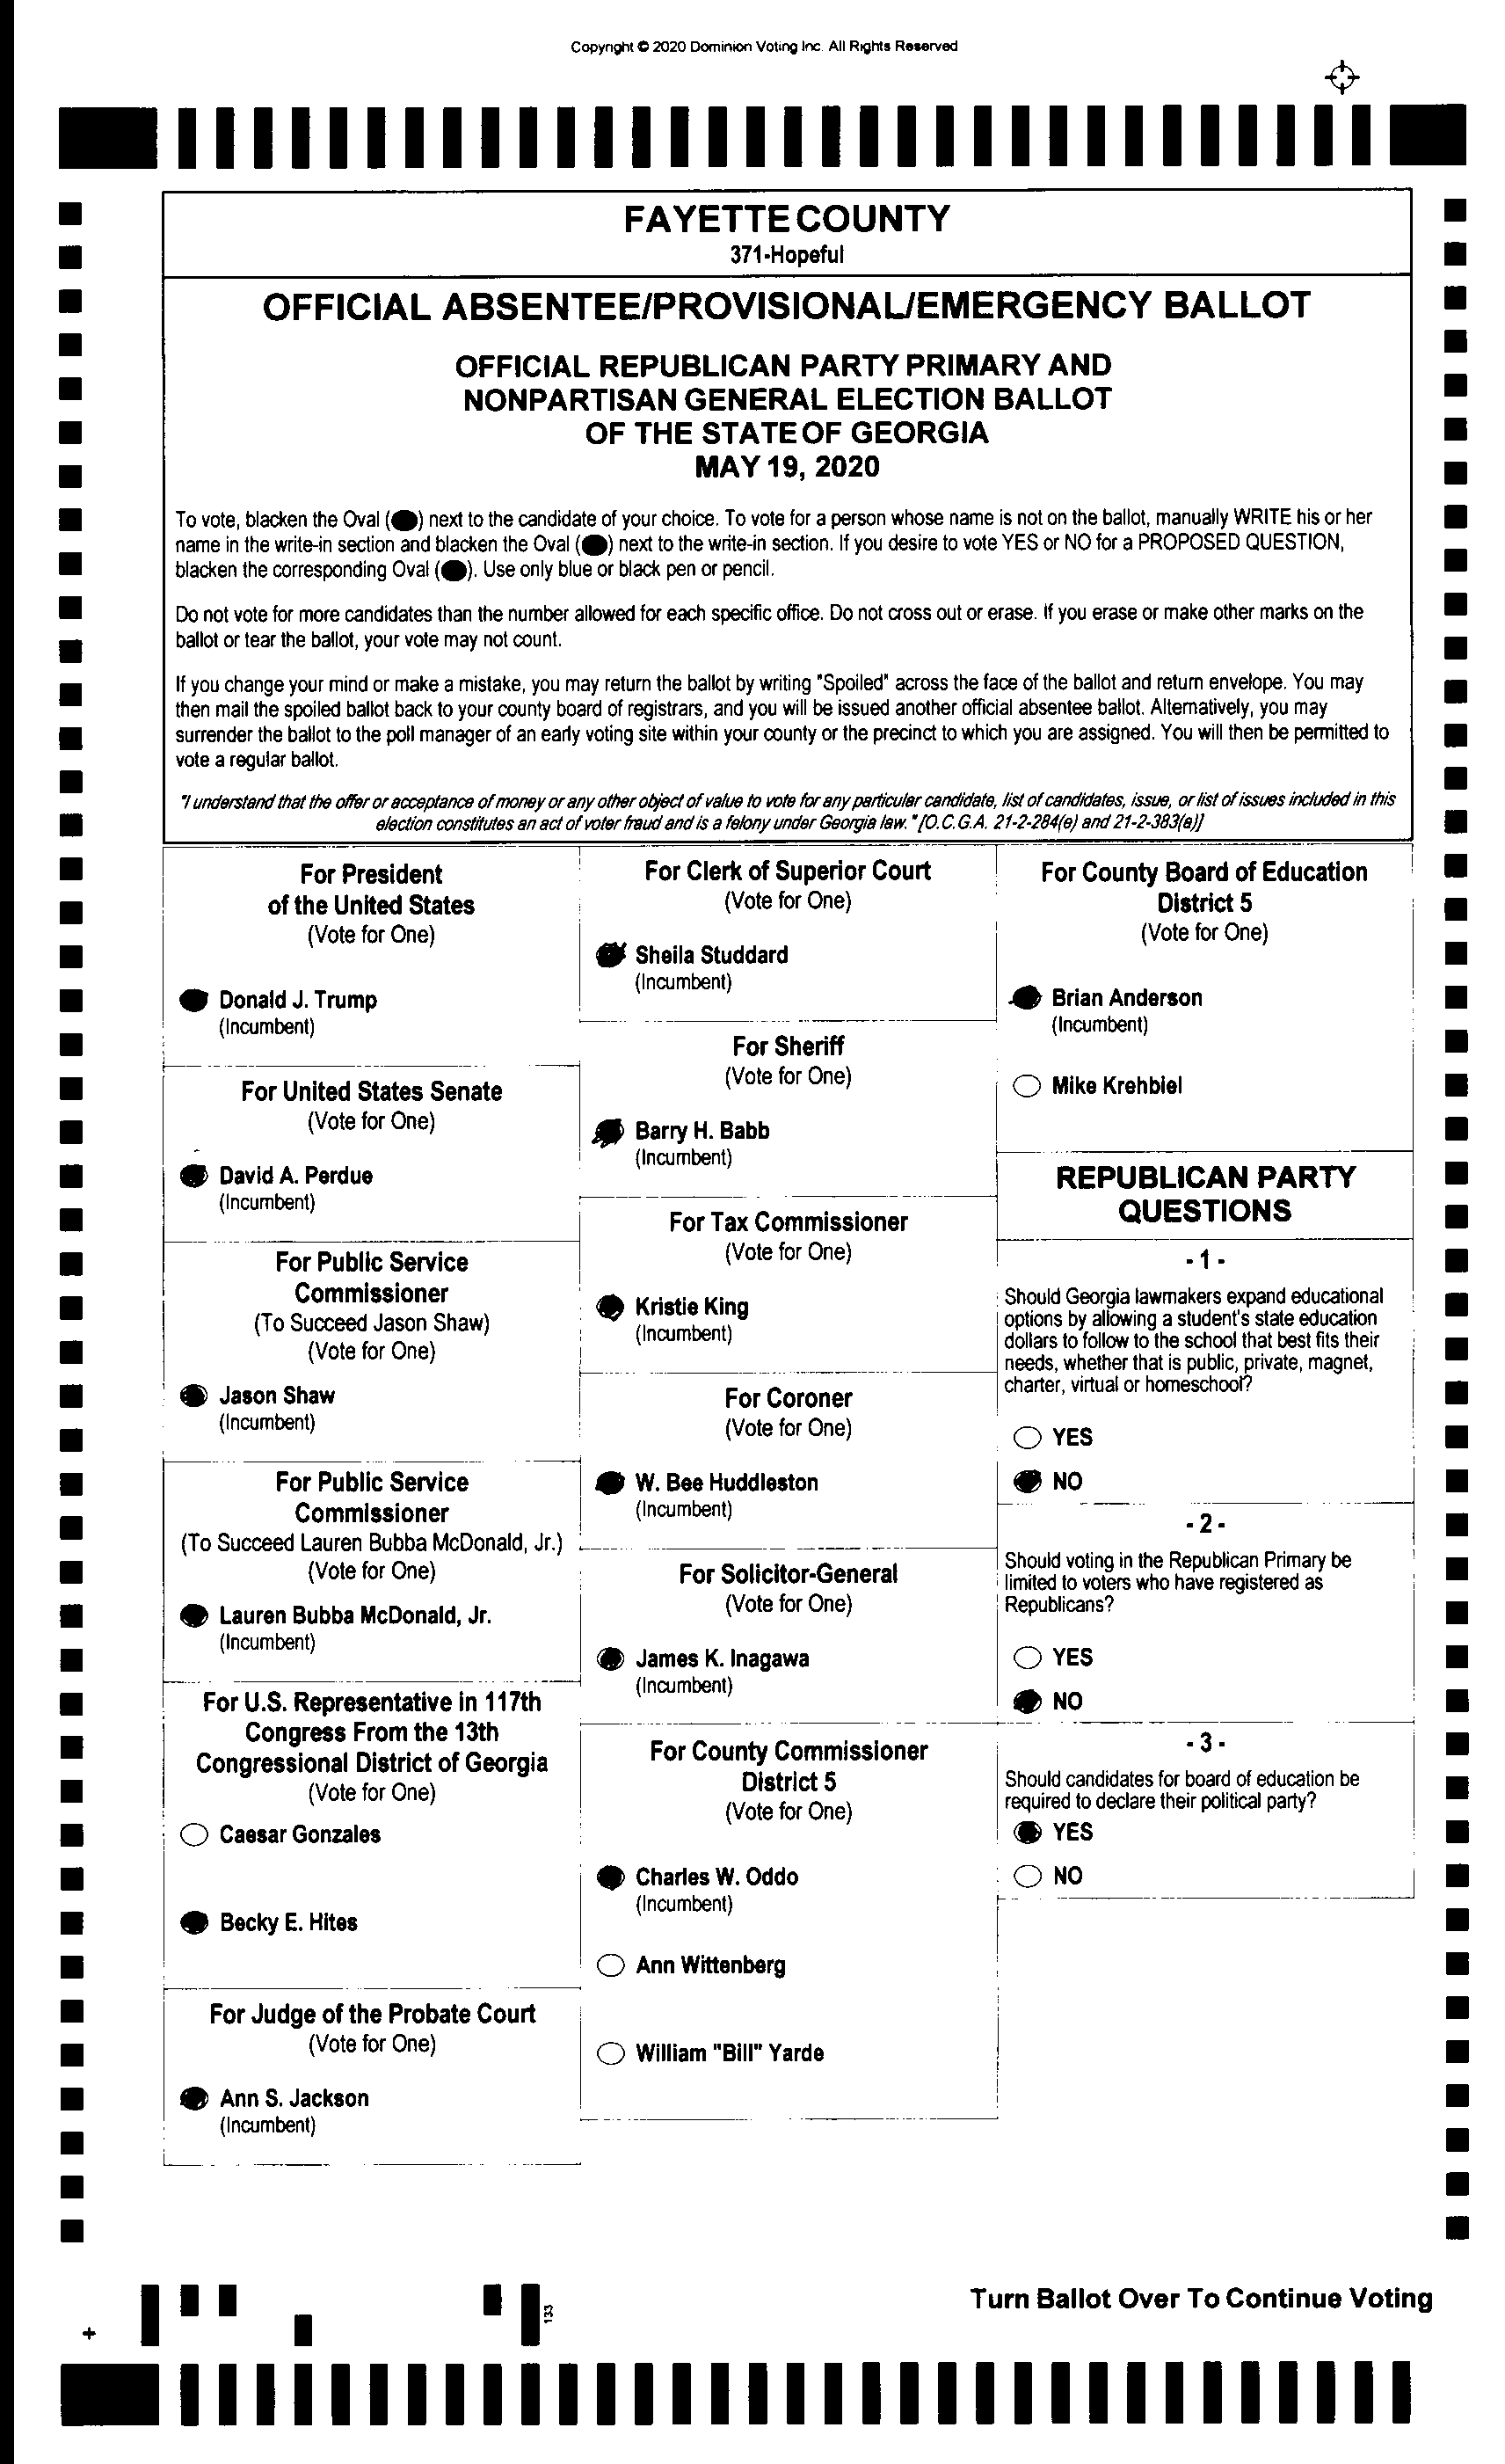 Copyright © 2020 Dominion Voting Inc. All Rights Reserved
FAYETTE COUNTY
371-Hopeful
OFFICIAL ABSENTEE/PROVISIONAL/EMERGENCY BALLOT
OFFICIAL REPUBLICAN PARTY PRIMARY AND
NONPARTISAN GENERAL ELECTION BALLOT
OF THE STATE OF GEORGIA
MAY 19, 2020
To vote, blacken the Oval ( ) next to the candidate of your choice. To vote for a person whose name is not on the ballot, manually WRITE his or her
name in the write-in section and blacken the Oval ( ) next to the write-in section. If you desire to vote YES or NO for a PROPOSED QUESTION,
blacken the corresponding Oval ( ). Use only blue or black pen or pencil.
Do not vote for more candidates than the number allowed for each specific office. Do not cross out or erase. If you erase or make other marks on the
ballot or tear the ballot, your vote may not count.
If you change your mind or make a mistake, you may return the ballot by writing "Spoiled" across the face of the ballot and return envelope. You may
then mail the spoiled ballot back to your county board of registrars, and you will be issued another official absentee ballot. Alternatively, you may
surrender the ballot to the poll manager of an early voting site within your county or the precinct to which you are assigned. You will then be permitted to
vote a regular ballot.
"I understand that the offer or acceptance of money or any other object of value to vote for any particular candidate, list of candidates, issue, or list of issues included in this
election constitutes an act of voter fraud and is a felony under Georgia law." [O.C.G.A. 21-2-284(e) and 21-2-383(a)]
For President
of the United States
(Vote for One)
Donald J. Trump
(Incumbent)
For United States Senate
(Vote for One)
David A. Perdue
(Incumbent)
For Public Service
Commissioner
(To Succeed Jason Shaw)
(Vote for One)
Jason Shaw
(Incumbent)
For Public Service
Commissioner
(To Succeed Lauren Bubba McDonald, Jr.)
(Vote for One)
Lauren Bubba McDonald, Jr.
(Incumbent)
For U.S. Representative in 117th
Congress From the 13th
Congressional District of Georgia
(Vote for One)
Caesar Gonzales
Becky E. Hites
For Judge of the Probate Court
(Vote for One)
Ann S. Jackson
(Incumbent)
For Clerk of Superior Court
(Vote for One)
Sheila Studdard
(Incumbent)
For Sheriff
(Vote for One)
Barry H. Babb
(Incumbent)
For Tax Commissioner
(Vote for One)
Kristie King
(Incumbent)
For Coroner
(Vote for One)
W. Bee Huddleston
(Incumbent)
For Solicitor-General
(Vote for One)
James K. Inagawa
(Incumbent)
For County Commissioner
District 5
(Vote for One)
Charles W. Oddo
(Incumbent)
Ann Wittenberg
William "Bill" Yarde
For County Board of Education
District 5
(Vote for One)
Brian Anderson
(Incumbent)
Mike Krehbiel
REPUBLICAN PARTY
QUESTIONS
- 1 -
Should Georgia lawmakers expand educational
options by allowing a student's state education
dollars to follow to the school that best fits their
needs, whether that is public, private, magnet,
charter, virtual or homeschool?
YES
NO
- 2 -
Should voting in the Republican Primary be
limited to voters who have registered as
Republicans?
YES
NO
- 3 -
Should candidates for board of education be
required to declare their political party?
YES
NO
133
Turn Ballot Over To Continue Voting
+